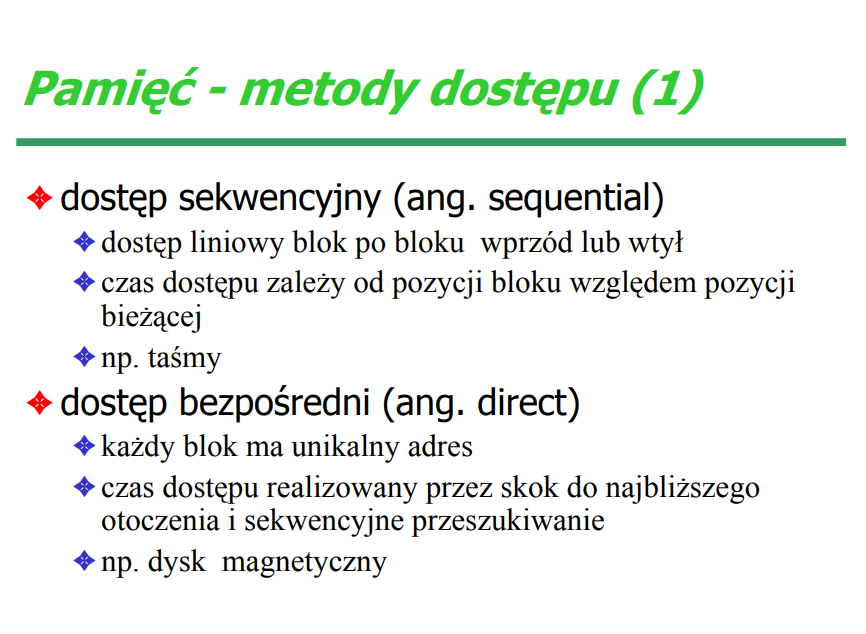 Pamięć - metody dostępu (1)
dostęp sekwencyjny (ang. sequential)
dostęp liniowy blok po bloku wprzód lub wtył
czas dostępu zależy od pozycji bloku względem pozycji
bieżącej
np. taśmy
dostęp bezpośredni (ang. direct)
każdy blok ma unikalny adres
czas dostępu realizowany przez skok do najbliższego
otoczenia i sekwencyjne przeszukiwanie
np. dysk magnetyczny